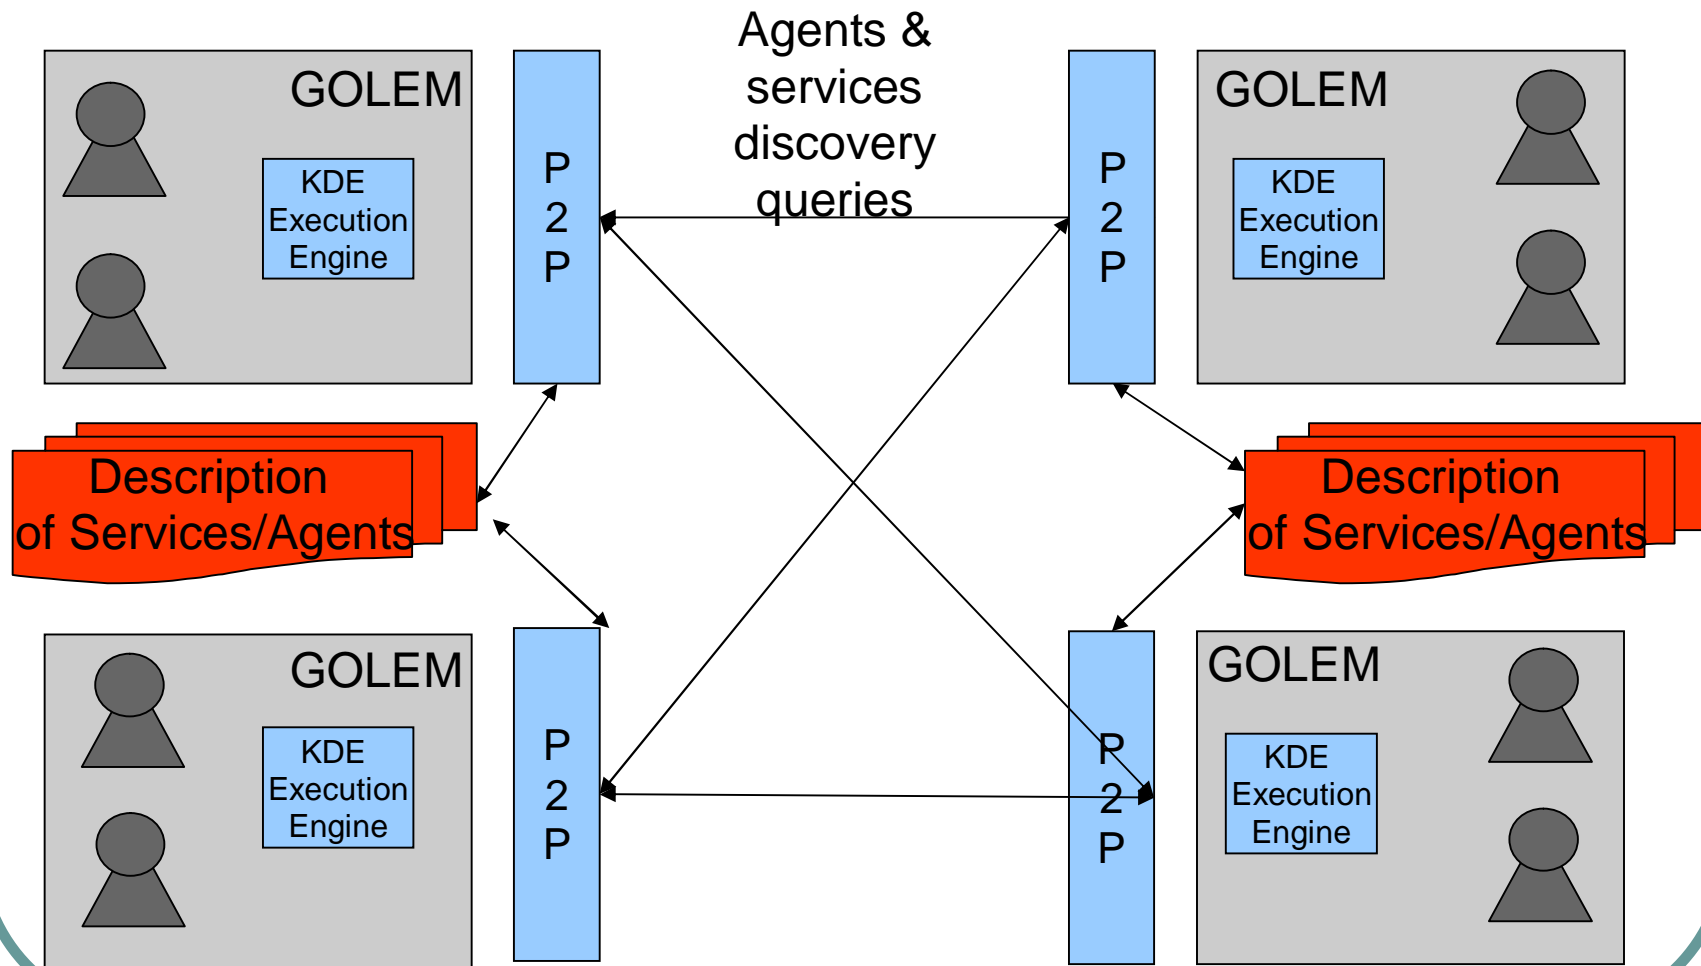 Agents &
services
discovery
queries
GOLEM
KDE
Execution
Engine
P
2
P
P
2
P
GOLEM
KDE
Execution
Engine
Description
of Services/Agents
Description
of Services/Agents
GOLEM
KDE
Execution
Engine
P
2
P
P
2
P
GOLEM
KDE
Execution
Engine